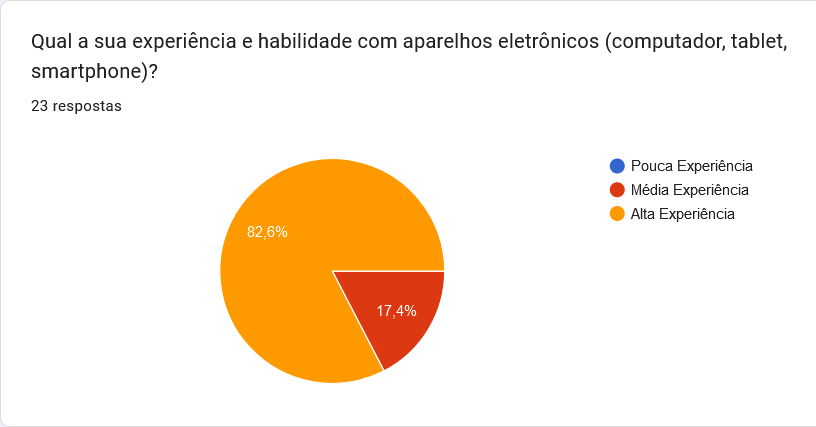 Qual a sua experiência e habilidade com aparelhos eletrônicos (computador, tablet,
smartphone)?
23 respostas
Pouca Experiência
Média Experiência
Alta Experiência
82,6%
17,4%